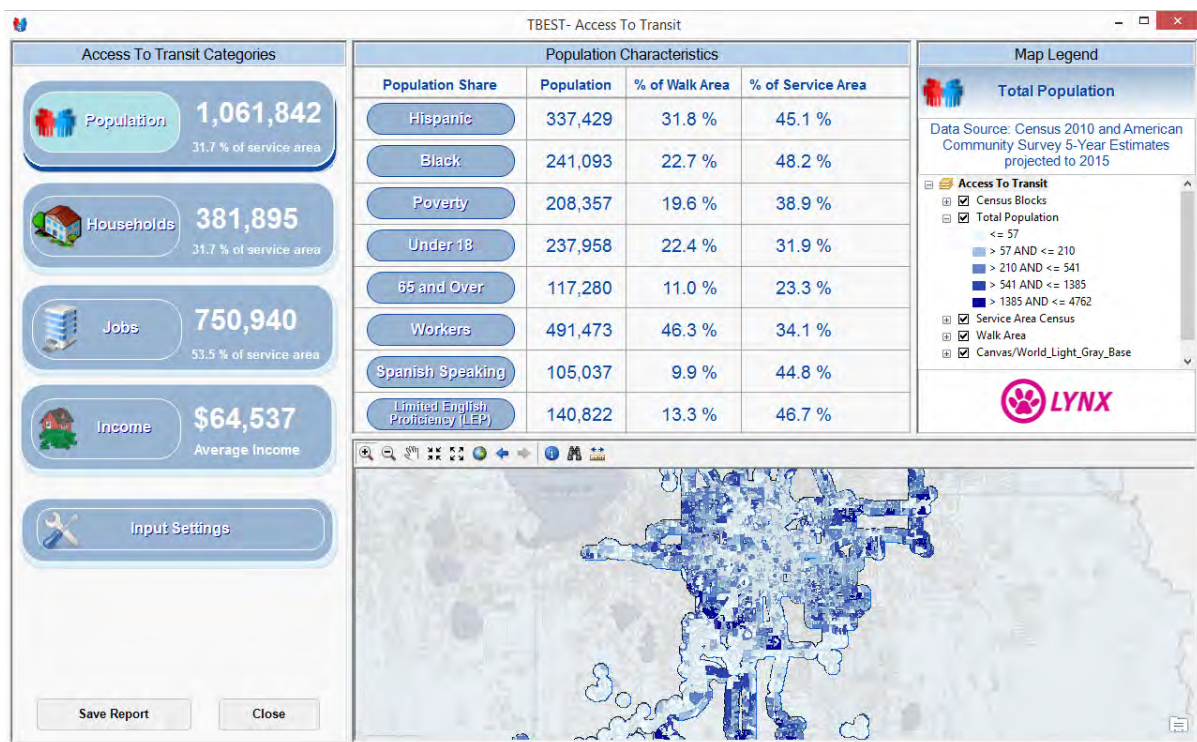 TBEST- Access To Transit
Access To Transit Categories
Population
1,061,842
31.7 % of service area
Households
381,895
31.7 % of service area
Jobs
750,940
53.5 % of service area
Income
$64,537
Average Income
Input Settings
Save Report
Close
Population Characteristics
Population Share Population % of Walk Area % of Service Area
Hispanic 337,429 31.8 % 45.1 %
Black 241,093 22.7 % 48.2 %
Poverty 208,357 19.6 % 38.9 %
Under 18 237,958 22.4 % 31.9 %
65 and Over 117,280 11.0 % 23.3 %
Workers 491,473 46.3 % 34.1 %
Spanish Speaking 105,037 9.9 % 44.8 %
Limited English
Proficiency (LEP) 140,822 13.3 % 46.7 %
Map Legend
Total Population
Data Source: Census 2010 and American
Community Survey 5-Year Estimates
projected to 2015
Access To Transit
Census Blocks
Total Population
<= 57
> 57 AND <= 210
> 210 AND <= 541
> 541 AND <= 1385
> 1385 AND <= 4762
Service Area Census
Walk Area
Canvas/World_Light_Gray_Base
LYNX